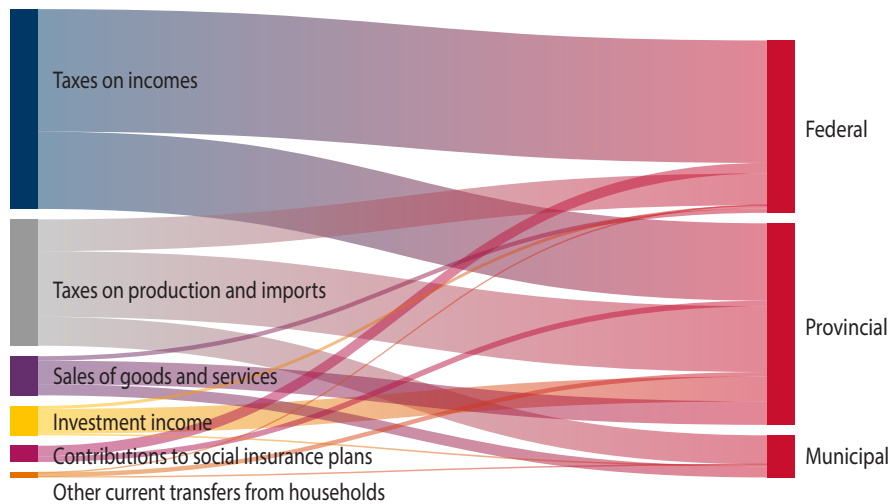 Taxes on incomes
Federal
Taxes on production and imports
Provincial
Sales of goods and services
Investment income
Contributions to social insurance plans
Municipal
Other current transfers from households